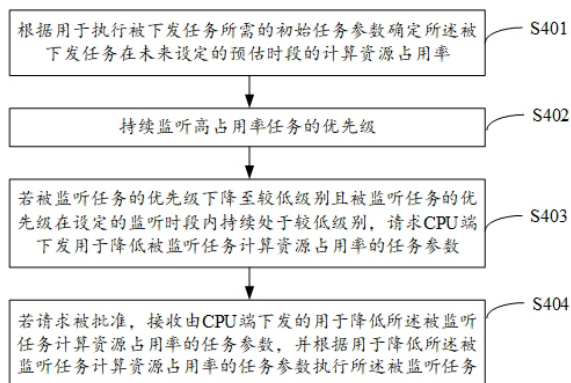 根据用于执行被下发任务所需的初始任务参数确定所述被
下发任务在未来设定的预估时段的计算资源占用率
S401
持续监听高占用率任务的优先级
S402
若被监听任务的优先级下降至较低级别且被监听任务的优
先级在设定的监听时段内持续处于较低级别，请求CPU端
下发用于降低被监听任务计算资源占用率的任务参数
S403
若请求被批准，接收由CPU端下发的用于降低所述被监听
任务计算资源占用率的任务参数，并根据用于降低所述被
监听任务计算资源占用率的任务参数执行所述被监听任务
S404